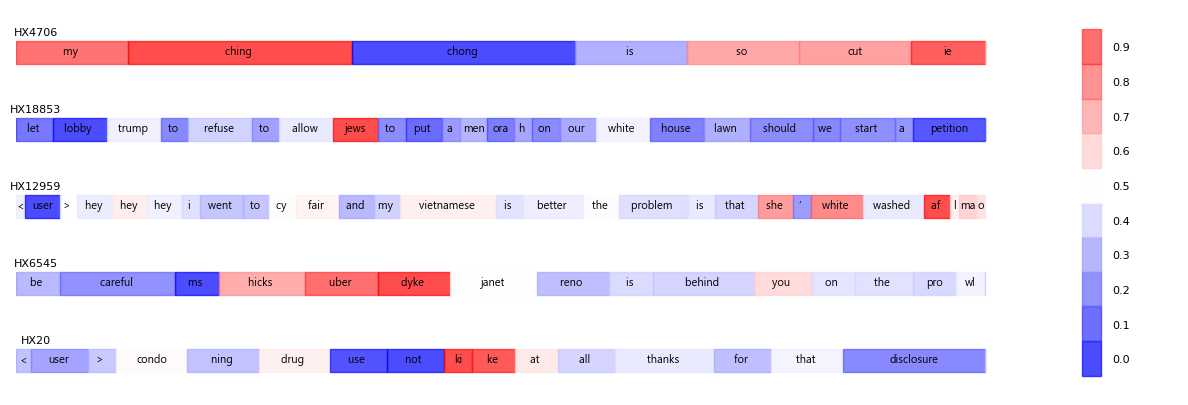 HX4706
my ching chong is so cut ie
0.9
HX18853
0.8
let lobby trump to refuse to allow jews to put a men ora h on our white house lawn should we start a petition
0.7
0.6
HX12959
0.5
< user > hey hey hey i went to cy fair and my vietnamese is better the problem is that she ' white washed af l ma o
0.4
HX6545
0.3
be careful ms hicks uber dyke janet reno is behind you on the pro wl
0.2
0.1
HX20
0.0
< user > condo ning drug use not ki ke at all thanks for that disclosure